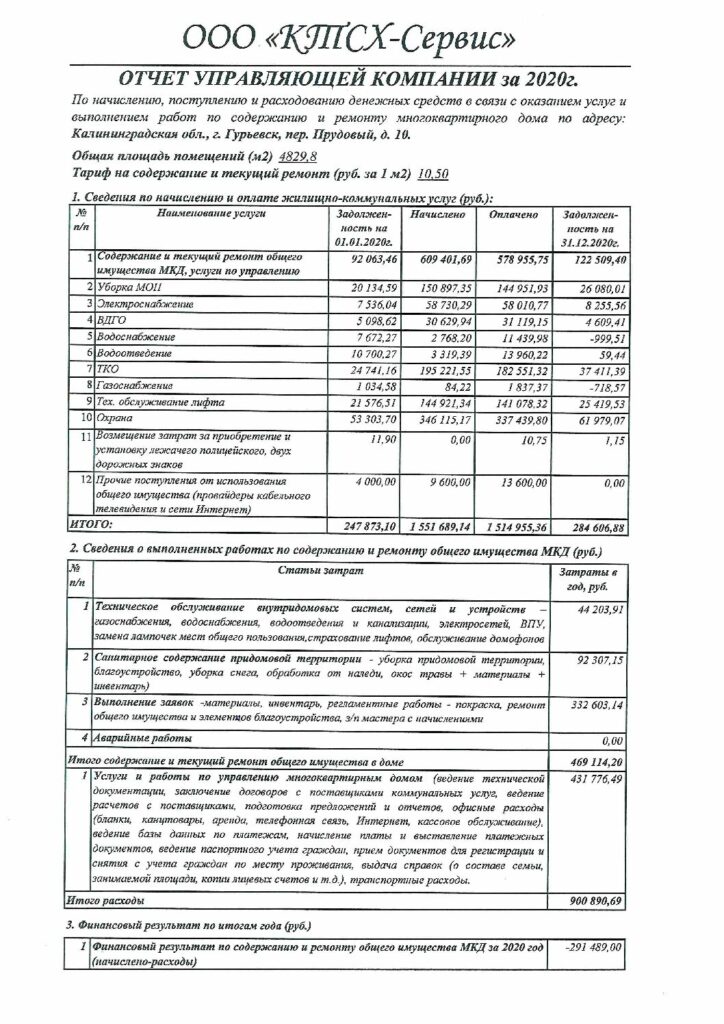 ООО «КТСХ-Сервис»
ОТЧЕТ УПРАВЛЯЮЩЕЙ КОМПАНИИ за 2020г.
По начислению, поступлению и расходованию денежных средств в связи с оказанием услуг и
выполнением работ по содержанию и ремонту многоквартирного дома по адресу:
Калининградская обл., г. Гурьевск, пер. Прудовый, д. 10.
Общая площадь помещений (м2) 4829,8
Тариф на содержание и текущий ремонт (руб. за 1 м2) 10,50
1. Сведения по начислению и оплате жилищно-коммунальных услуг (руб.):
№ п/п Наименование услуги Задолжен-ность на 01.01.2020г. Начислено Оплачено Задолжен-ность на 31.12.2020г.
1 Содержание и текущий ремонт общего имущества МКД, услуги по управлению 92 063,46 609 401,69 578 955,75 122 509,40
2 Уборка МОП 20 134,59 150 897,35 144 951,93 26 080,01
3 Электроснабжение 7 536,04 58 730,29 58 010,77 8 255,56
4 ВДГО 5 098,62 30 629,94 31 119,15 4 609,41
5 Водоснабжение 7 672,27 2 768,20 11 439,98 -999,51
6 Водоотведение 10 700,27 3 319,39 13 960,22 59,44
7 ТКО 24 741,16 195 221,55 182 551,32 37 411,39
8 Газоснабжение 1 034,58 84,22 1 837,37 -718,57
9 Тех. обслуживание лифта 21 576,51 144 921,34 141 078,32 25 419,53
10 Охрана 53 303,70 346 115,17 337 439,80 61 979,07
11 Возмещение затрат за приобретение и установку лежачего полицейского, двух дорожных знаков 11,90 0,00 10,75 1,15
12 Прочие поступления от использования общего имущества (провайдеры кабельного телевидения и сети Интернет) 4 000,00 9 600,00 13 600,00 0,00
ИТОГО: 247 873,10 1 551 689,14 1 514 955,36 284 606,88
2. Сведения о выполненных работах по содержанию и ремонту общего имущества МКД (руб.)
№ п/п Статьи затрат Затраты в год, руб.
1 Техническое обслуживание внутридомовых систем, сетей и устройств – 44 203,91
газоснабжения, водоснабжения, водоотведения и канализации, электросетей, ВПУ,
замена лампочек мест общего пользования,страхование лифтов, обслуживание домофонов
2 Санитарное содержание придомовой территории - уборка придомовой территории, 92 307,15
благоустройство, уборка снега, обработка от наледи, окос травы + материалы +
инвентарь)
3 Выполнение заявок -материалы, инвентарь, регламентные работы - покраска, ремонт 332 603,14
общего имущества и элементов благоустройства, з/п мастера с начислениями
4 Аварийные работы 0,00
Итого содержание и текущий ремонт общего имущества в доме 469 114,20
1 Услуги и работы по управлению многоквартирным домом (ведение технической 431 776,49
документации, заключение договоров с поставщиками коммунальных услуг, ведение
расчетов с поставщиками, подготовка предложений и отчетов, офисные расходы
(бланки, канцтовары, аренда, телефонная связь, Интернет, кассовое обслуживание),
ведение базы данных по платежам, начисление платы и выставление платежных
документов, ведение паспортного учета граждан, прием документов для регистрации и
снятия с учета граждан по месту проживания, выдача справок (о составе семьи,
занимаемой площади, копии лицевых счетов и т.д.), транспортные расходы.
Итого расходы 900 890,69
3. Финансовый результат по итогам года (руб.)
1 Финансовый результат по содержанию и ремонту общего имущества МКД за 2020 год -291 489,00
(начислено-расходы)